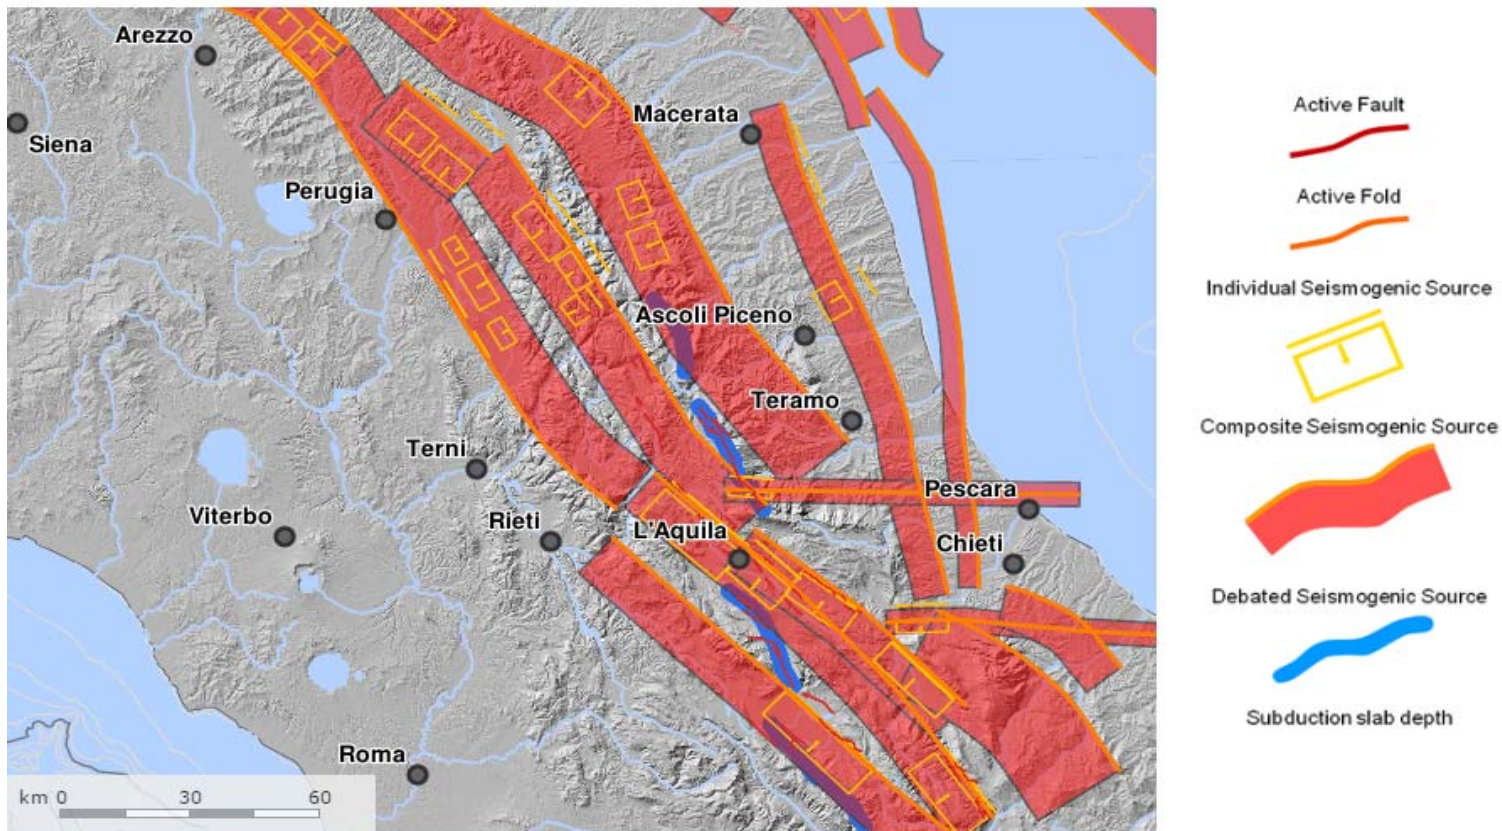 Arezzo
Siena
Macerata
Perugia
Ascoli Piceno
Teramo
Terni
Pescara
Viterbo
Rieti
L'Aquila
Chieti
Roma
km 0 30 60
Active Fault
Active Fold
Individual Seismogenic Source
Composite Seismogenic Source
Debated Seismogenic Source
Subduction slab depth